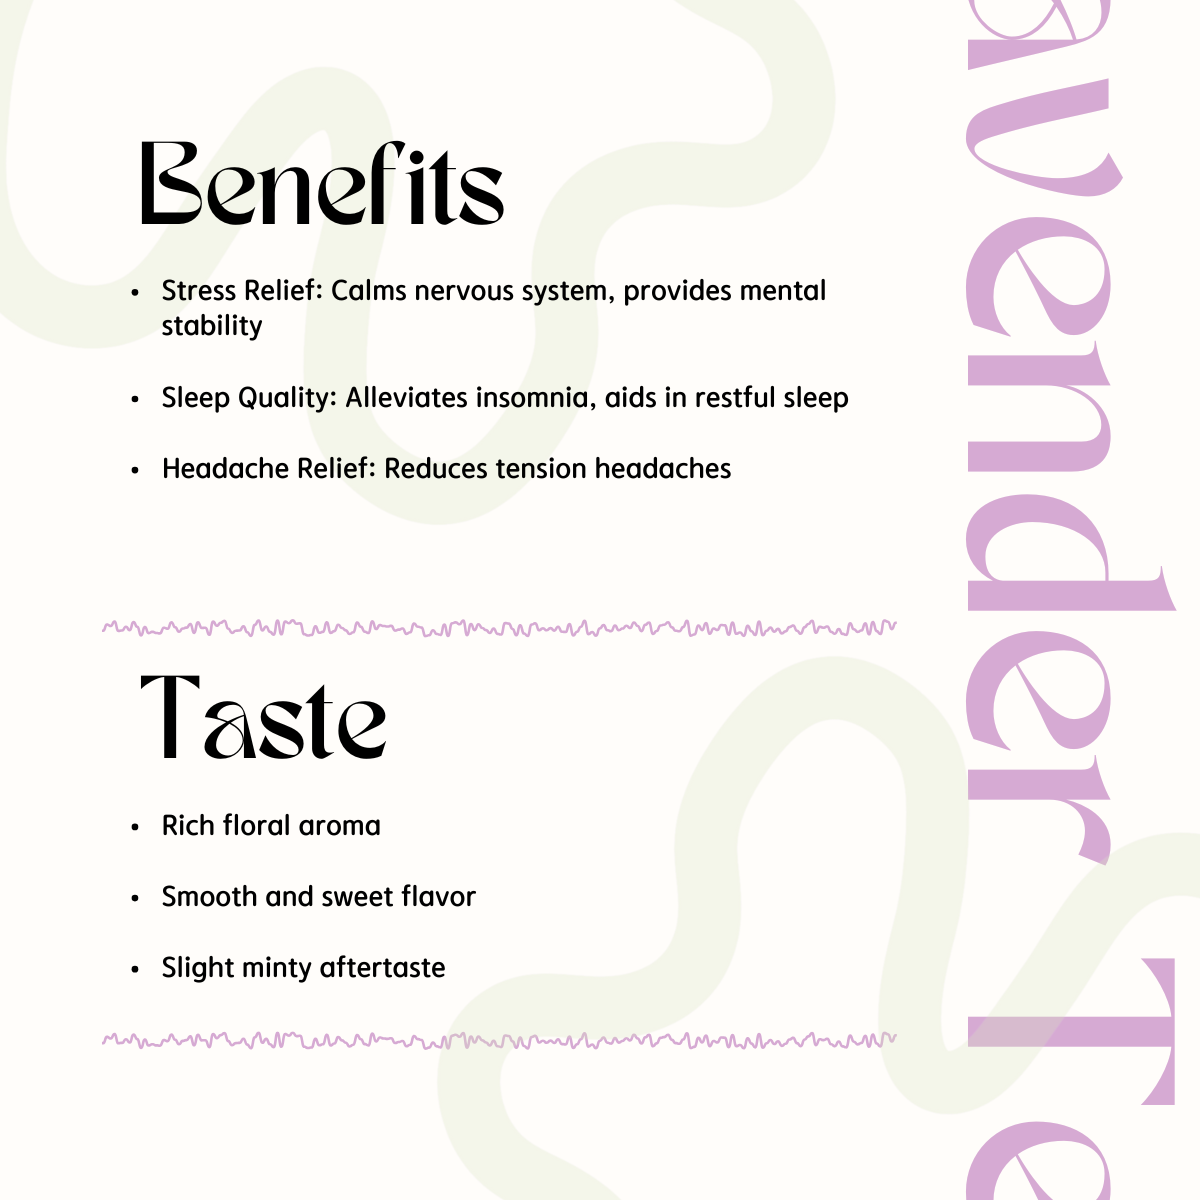 Benefits
• Stress Relief: Calms nervous system, provides mental
stability
• Sleep Quality: Alleviates insomnia, aids in restful sleep
• Headache Relief: Reduces tension headaches
Taste
• Rich floral aroma
• Smooth and sweet flavor
• Slight minty aftertaste
avender Te